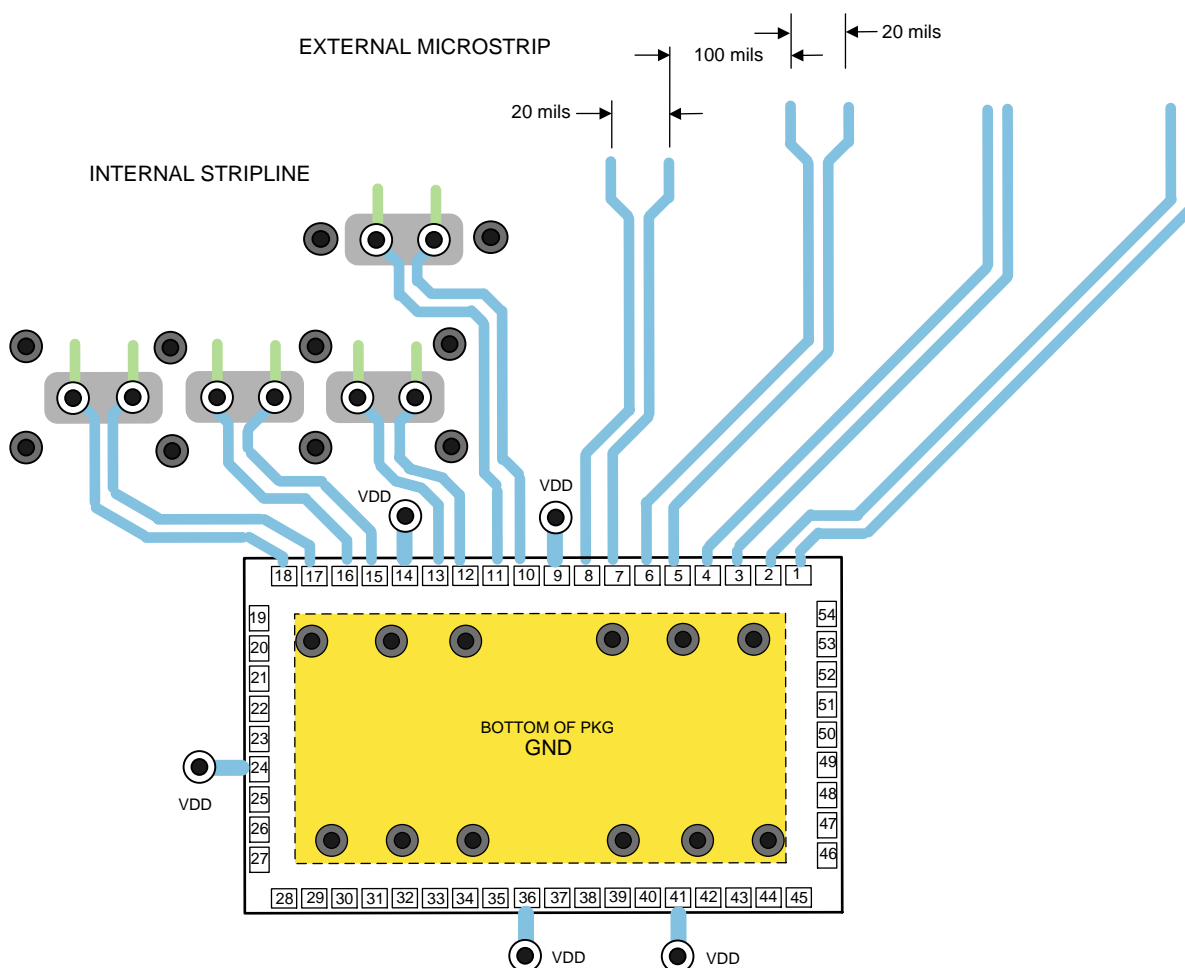 EXTERNAL MICROSTRIP
20 mils
100 mils
20 mils
INTERNAL STRIPLINE
VDD
VDD
18 17 16 15 14 13 12 11 10 9 8 7 6 5 4 3 2 1
19
20
21
22
23
24
25
26
27
54
53
52
51
50
49
48
47
46
BOTTOM OF PKG
GND
VDD
28 29 30 31 32 33 34 35 36 37 38 39 40 41 42 43 44 45
VDD
VDD